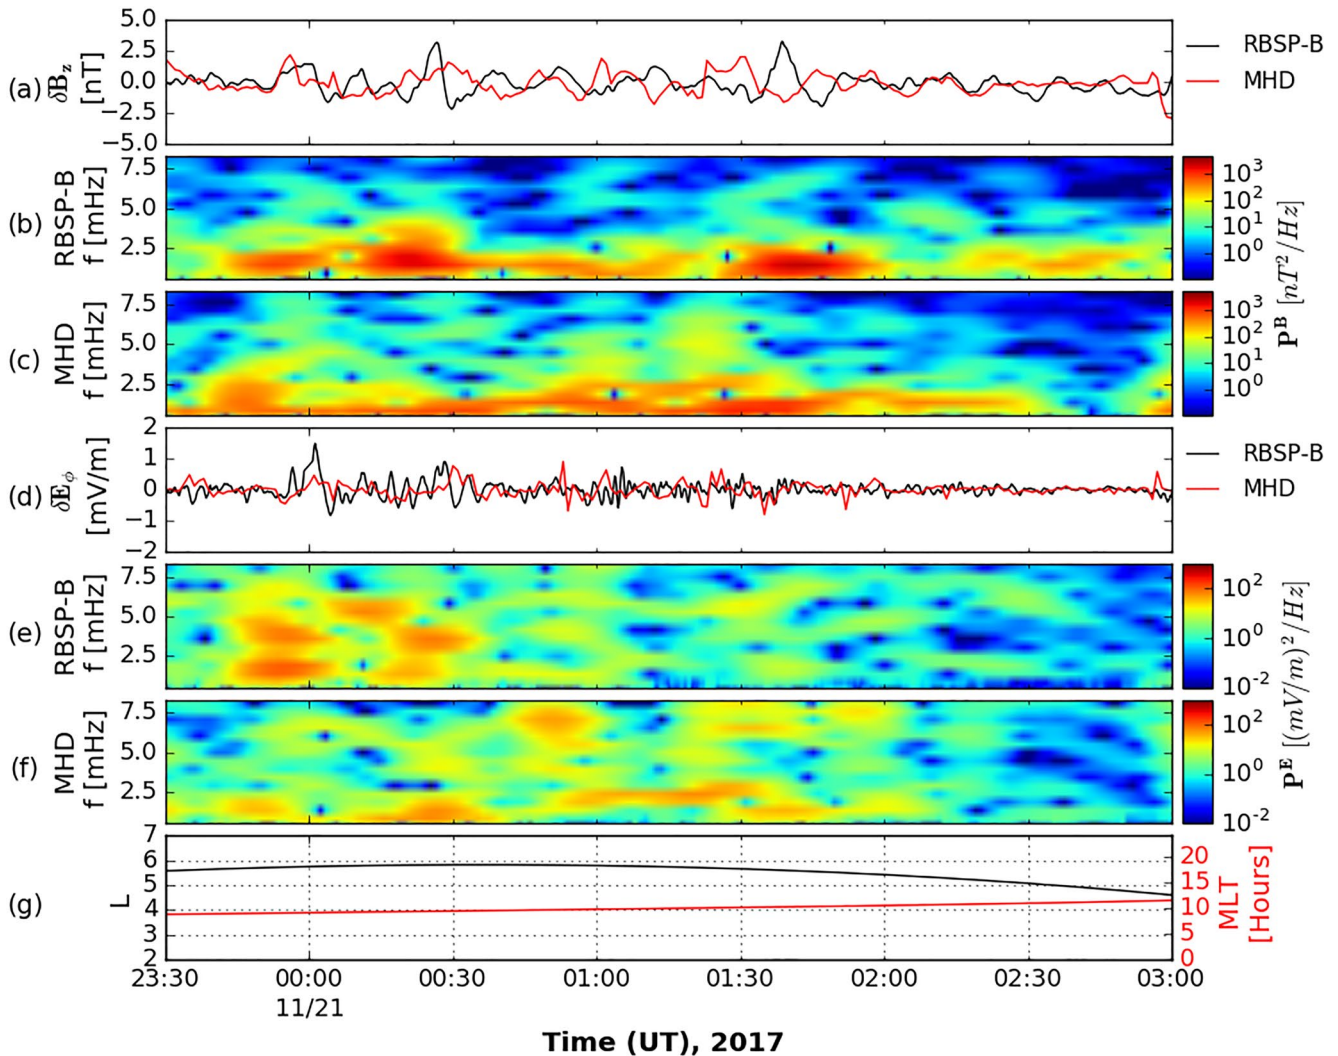 (a)
δB_z
[nT]
5.0
2.5
0.0
−2.5
−5.0
RBSP-B
MHD
(b)
RBSP-B
f [mHz]
7.5
5.0
2.5
10^3
10^2
10^1
10^0
(c)
MHD
f [mHz]
7.5
5.0
2.5
10^3
10^2
10^1
10^0
P^B [nT^2/Hz]
(d)
δE_ϕ
[mV/m]
2
1
0
−1
−2
RBSP-B
MHD
(e)
RBSP-B
f [mHz]
7.5
5.0
2.5
10^2
10^0
10^-2
(f)
MHD
f [mHz]
7.5
5.0
2.5
10^2
10^0
10^-2
P^E [(mV/m)^2/Hz]
(g)
L
7
6
5
4
3
2
20
15
10
5
0
MLT
[Hours]
23:30 00:00 00:30 01:00 01:30 02:00 02:30 03:00
11/21
Time (UT), 2017